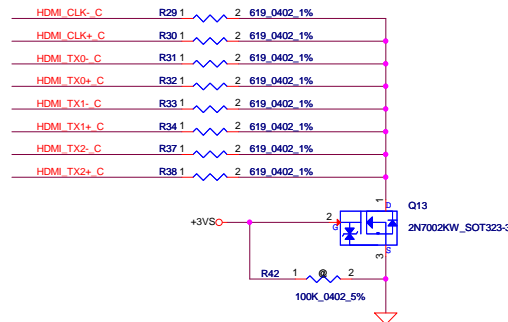 HDMI_CLK-_C R29 1 2 619_0402_1%
HDMI_CLK+_C R30 1 2 619_0402_1%
HDMI_TX0-_C R31 1 2 619_0402_1%
HDMI_TX0+_C R32 1 2 619_0402_1%
HDMI_TX1-_C R33 1 2 619_0402_1%
HDMI_TX1+_C R34 1 2 619_0402_1%
HDMI_TX2-_C R37 1 2 619_0402_1%
HDMI_TX2+_C R38 1 2 619_0402_1%
1 D Q13
+3VS 2 G 2N7002KW_SOT323-3
3 S
R42 1 @ 2
100K_0402_5%